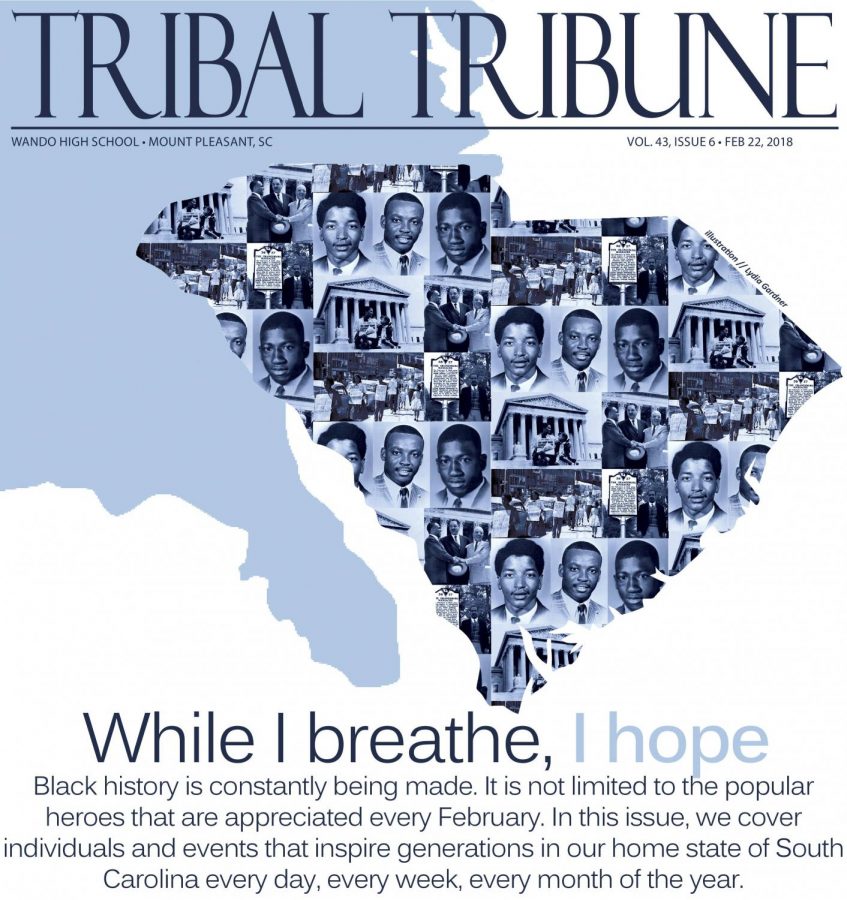 TRIBAL TRIBUNE
WANDO HIGH SCHOOL • MOUNT PLEASANT, SC
VOL. 43, ISSUE 6 • FEB 22, 2018
illustration // Lydia Gardner
While I breathe, I hope
Black history is constantly being made. It is not limited to the popular
heroes that are appreciated every February. In this issue, we cover
individuals and events that inspire generations in our home state of South
Carolina every day, every week, every month of the year.